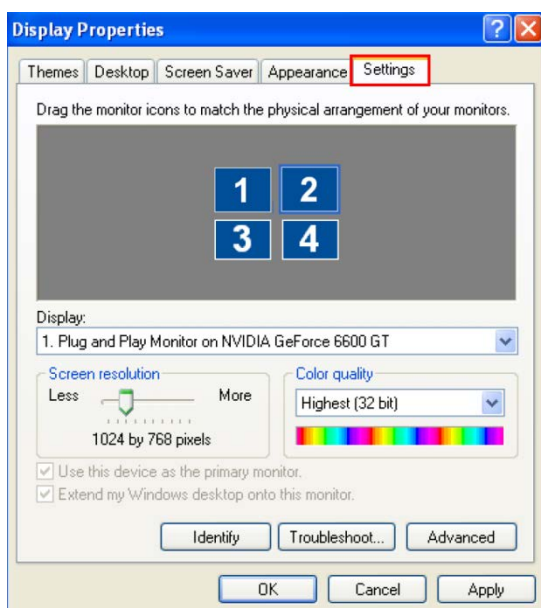 Display Properties
Themes Desktop Screen Saver Appearance Settings
Drag the monitor icons to match the physical arrangement of your monitors.
1 2
3 4
Display:
1. Plug and Play Monitor on NVIDIA GeForce 6600 GT
Screen resolution
Less More
1024 by 768 pixels
Color quality
Highest (32 bit)
Use this device as the primary monitor.
Extend my Windows desktop onto this monitor.
Identify Troubleshoot... Advanced
OK Cancel Apply